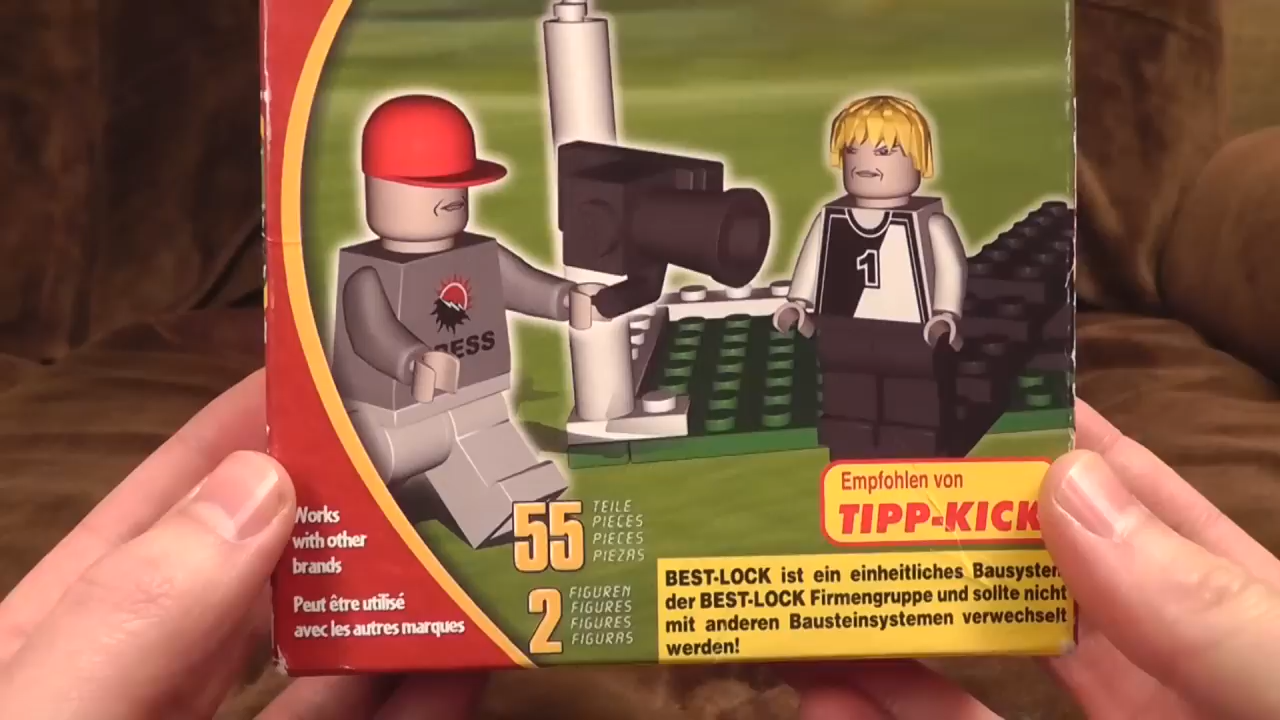 1
Empfohlen von
TIPP-KICK
55
TEILE
PIECES
PIECES
PIEZAS
2
FIGUREN
FIGURES
FIGURES
FIGURAS
Works
with other
brands
Peut être utilisé
avec les autres marques
BEST-LOCK ist ein einheitliches Bausystem
der BEST-LOCK Firmengruppe und sollte nicht
mit anderen Bausteinsystemen verwechselt
werden!